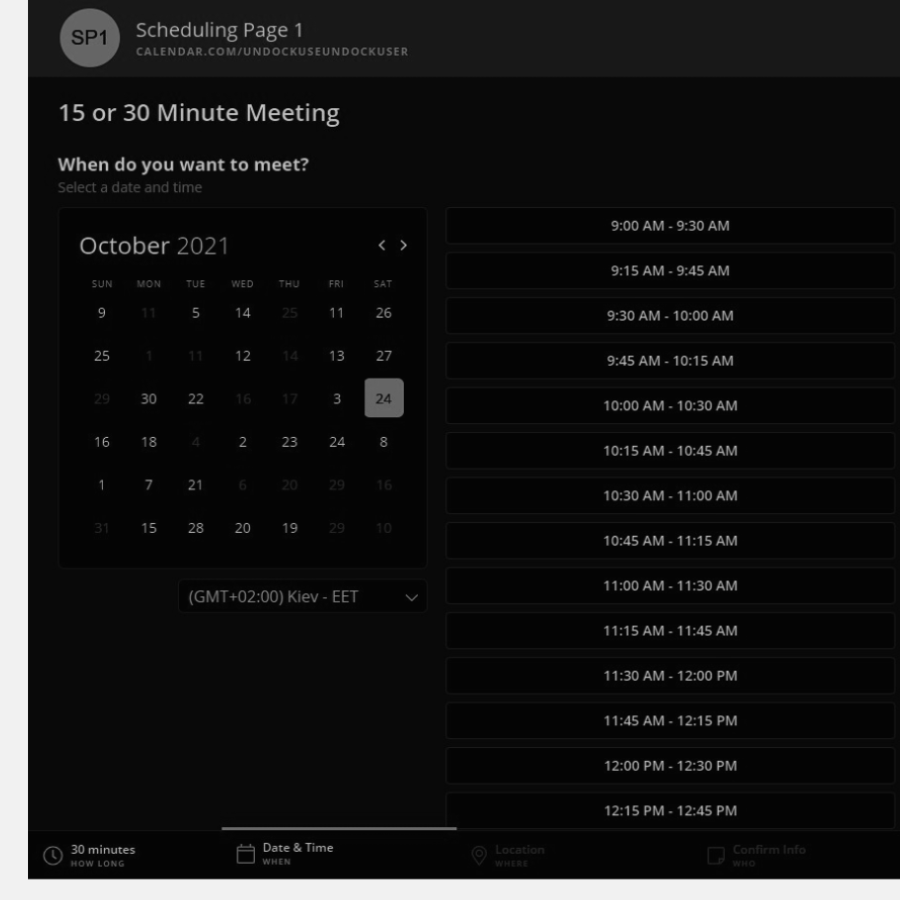 SP1
Scheduling Page 1
CALENDAR.COM/UNDOCKUSEUNDOCKUSER
15 or 30 Minute Meeting
When do you want to meet?
Select a date and time
October 2021
SUN MON TUE WED THU FRI SAT
9 11 5 14 25 11 26
25 1 11 12 14 13 27
29 30 22 16 17 3 24
16 18 4 2 23 24 8
1 7 21 6 20 29 16
31 15 28 20 19 29 10
(GMT+02:00) Kiev - EET
9:00 AM - 9:30 AM
9:15 AM - 9:45 AM
9:30 AM - 10:00 AM
9:45 AM - 10:15 AM
10:00 AM - 10:30 AM
10:15 AM - 10:45 AM
10:30 AM - 11:00 AM
10:45 AM - 11:15 AM
11:00 AM - 11:30 AM
11:15 AM - 11:45 AM
11:30 AM - 12:00 PM
11:45 AM - 12:15 PM
12:00 PM - 12:30 PM
12:15 PM - 12:45 PM
30 minutes
HOW LONG
Date & Time
WHEN
Location
WHERE
Confirm Info
WHO